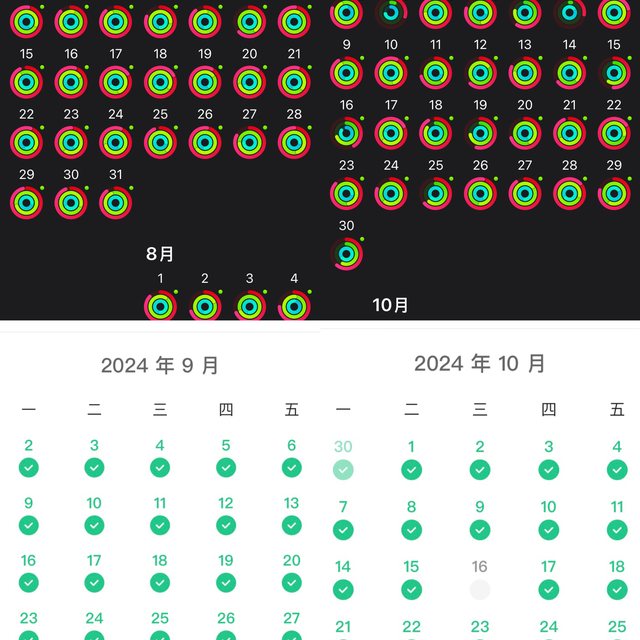 15 16 17 18 19 20 21
22 23 24 25 26 27 28
29 30 31
8月
1 2 3 4
9 10 11 12 13 14 15
16 17 18 19 20 21 22
23 24 25 26 27 28 29
30
10月
2024 年 9 月
一 二 三 四 五
2 3 4 5 6
9 10 11 12 13
16 17 18 19 20
23 24 25 26 27
2024 年 10 月
一 二 三 四 五
30 1 2 3 4
7 8 9 10 11
14 15 16 17 18
21 22 23 24 25